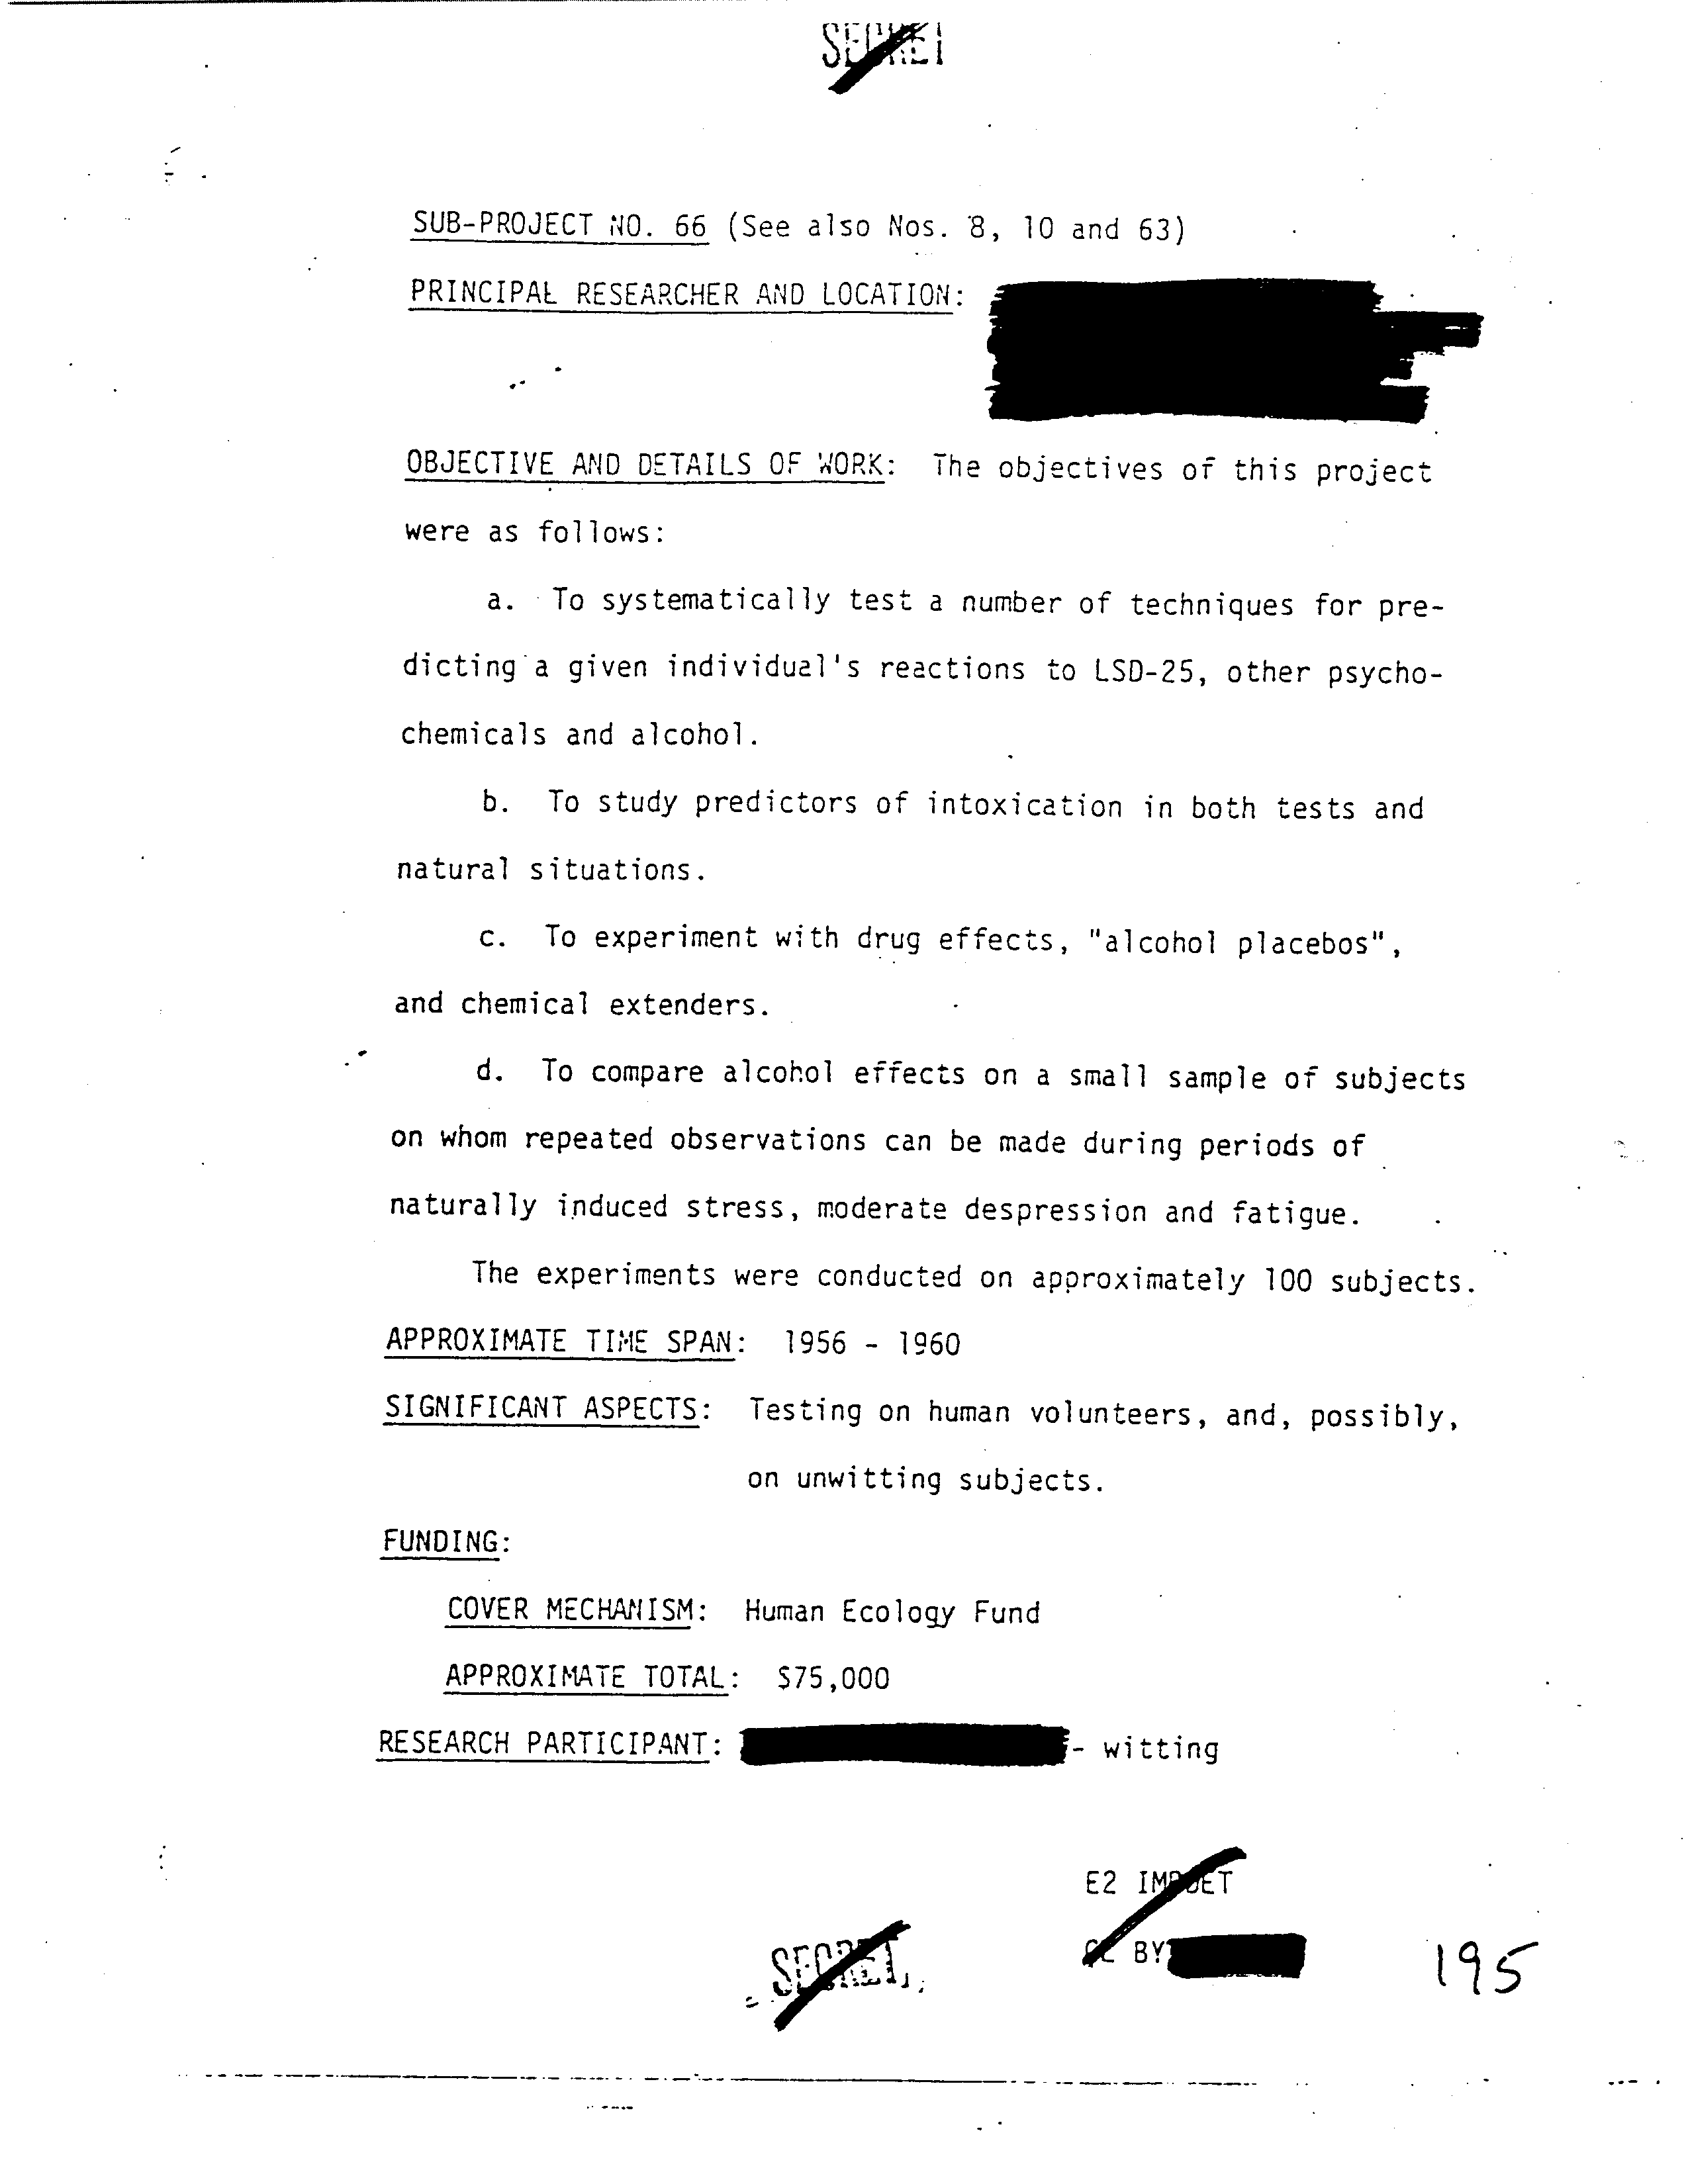 SECRET
SUB-PROJECT NO. 66 (See also Nos. 8, 10 and 63)
PRINCIPAL RESEARCHER AND LOCATION:
OBJECTIVE AND DETAILS OF WORK: The objectives of this project
were as follows:
a. To systematically test a number of techniques for pre-
dicting a given individual's reactions to LSD-25, other psycho-
chemicals and alcohol.
b. To study predictors of intoxication in both tests and
natural situations.
c. To experiment with drug effects, "alcohol placebos",
and chemical extenders.
d. To compare alcohol effects on a small sample of subjects
on whom repeated observations can be made during periods of
naturally induced stress, moderate despression and fatigue.
The experiments were conducted on approximately 100 subjects.
APPROXIMATE TIME SPAN: 1956 - 1960
SIGNIFICANT ASPECTS: Testing on human volunteers, and, possibly,
on unwitting subjects.
FUNDING:
COVER MECHANISM: Human Ecology Fund
APPROXIMATE TOTAL: $75,000
RESEARCH PARTICIPANT: - witting
E2 IMPDET
CL BY
SECRET
195